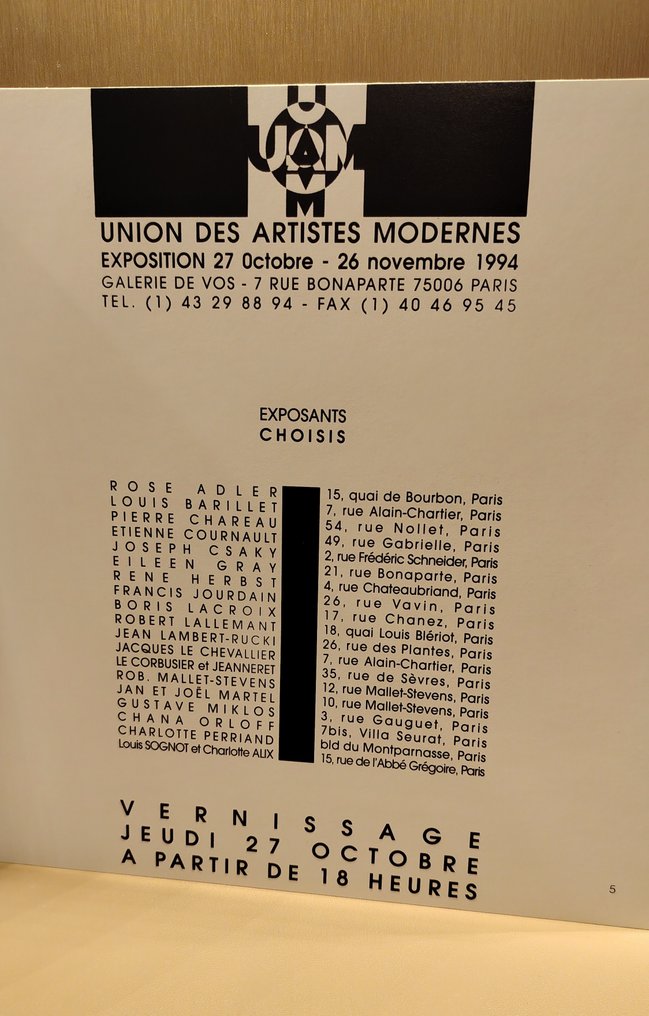 UAM
UNION DES ARTISTES MODERNES
EXPOSITION 27 Octobre - 26 novembre 1994
GALERIE DE VOS - 7 RUE BONAPARTE 75006 PARIS
TEL. (1) 43 29 88 94 - FAX (1) 40 46 95 45
EXPOSANTS
CHOISIS
ROSE ADLER 15, quai de Bourbon, Paris
LOUIS BARILLET 7, rue Alain-Chartier, Paris
PIERRE CHAREAU 54, rue Nollet, Paris
ETIENNE COURNAULT 49, rue Gabrielle, Paris
JOSEPH CSAKY 2, rue Frédéric Schneider, Paris
EILEEN GRAY 21, rue Bonaparte, Paris
RENE HERBST 4, rue Chateaubriand, Paris
FRANCIS JOURDAIN 26, rue Vavin, Paris
BORIS LACROIX 17, rue Chanez, Paris
ROBERT LALLEMANT 18, quai Louis Blériot, Paris
JEAN LAMBERT-RUCKI 26, rue des Plantes, Paris
JACQUES LE CHEVALLIER 7, rue Alain-Chartier, Paris
LE CORBUSIER et JEANNERET 35, rue de Sèvres, Paris
ROB. MALLET-STEVENS 12, rue Mallet-Stevens, Paris
JAN ET JOËL MARTEL 10, rue Mallet-Stevens, Paris
GUSTAVE MIKLOS 3, rue Gauguet, Paris
CHANA ORLOFF 7bis, Villa Seurat, Paris
CHARLOTTE PERRIAND bld du Montparnasse, Paris
Louis SOGNOT et Charlotte ALIX 15, rue de l'Abbé Grégoire, Paris
VERNISSAGE
JEUDI 27 OCTOBRE
A PARTIR DE 18 HEURES
5